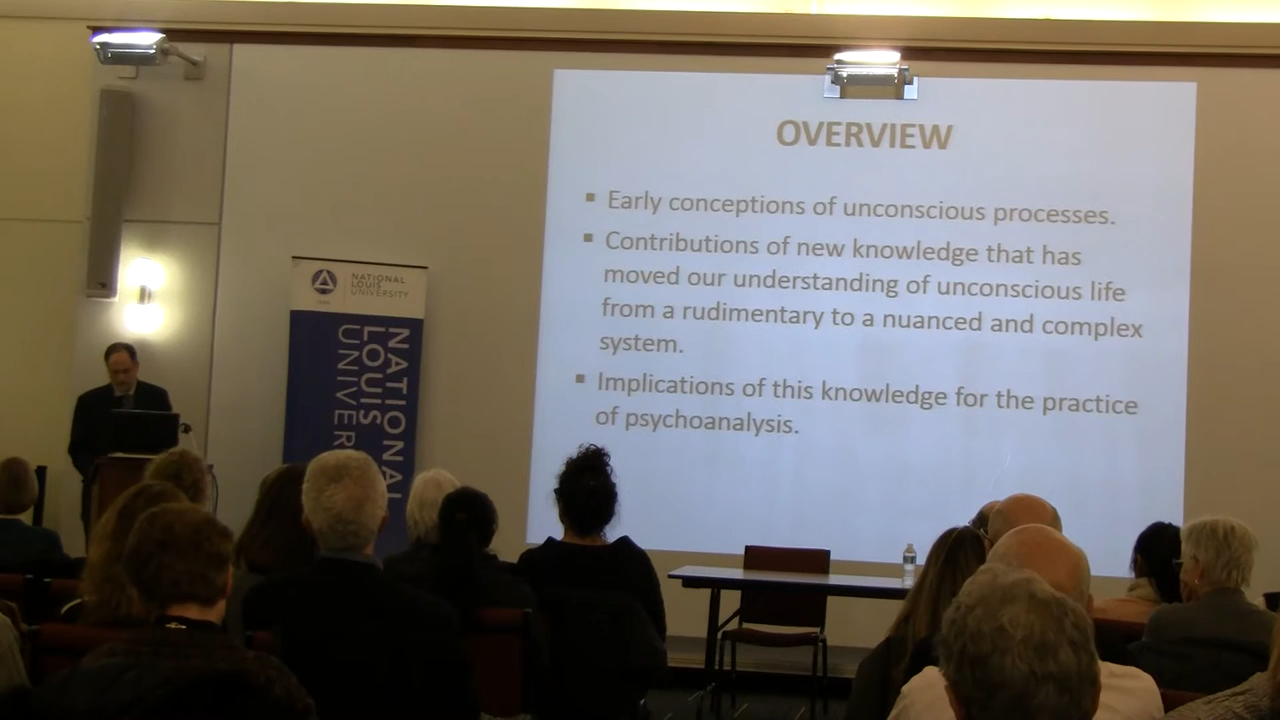 OVERVIEW
▪ Early conceptions of unconscious processes.
▪ Contributions of new knowledge that has
moved our understanding of unconscious life
from a rudimentary to a nuanced and complex
system.
▪ Implications of this knowledge for the practice
of psychoanalysis.
NATIONAL
LOUIS
UNIVERSITY
NATIONAL
LOUIS
UNIVER